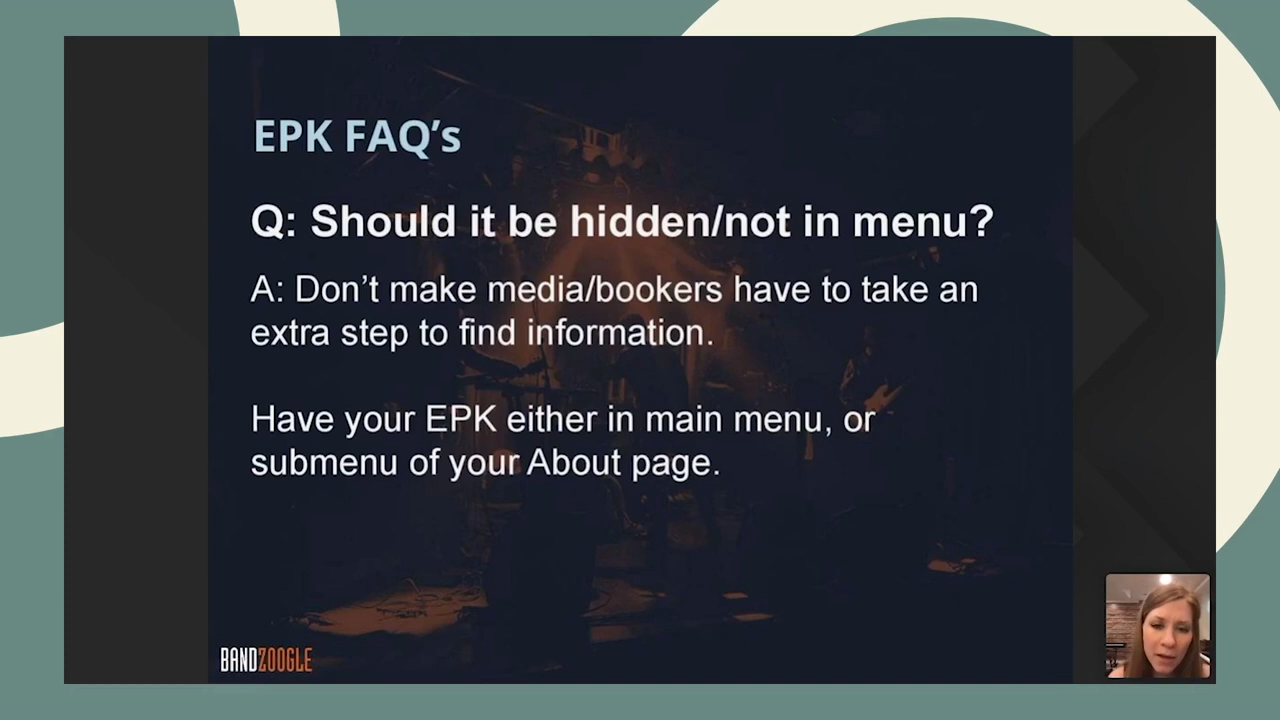 EPK FAQ’s
Q: Should it be hidden/not in menu?
A: Don’t make media/bookers have to take an
extra step to find information.
Have your EPK either in main menu, or
submenu of your About page.
BANDZOOGLE